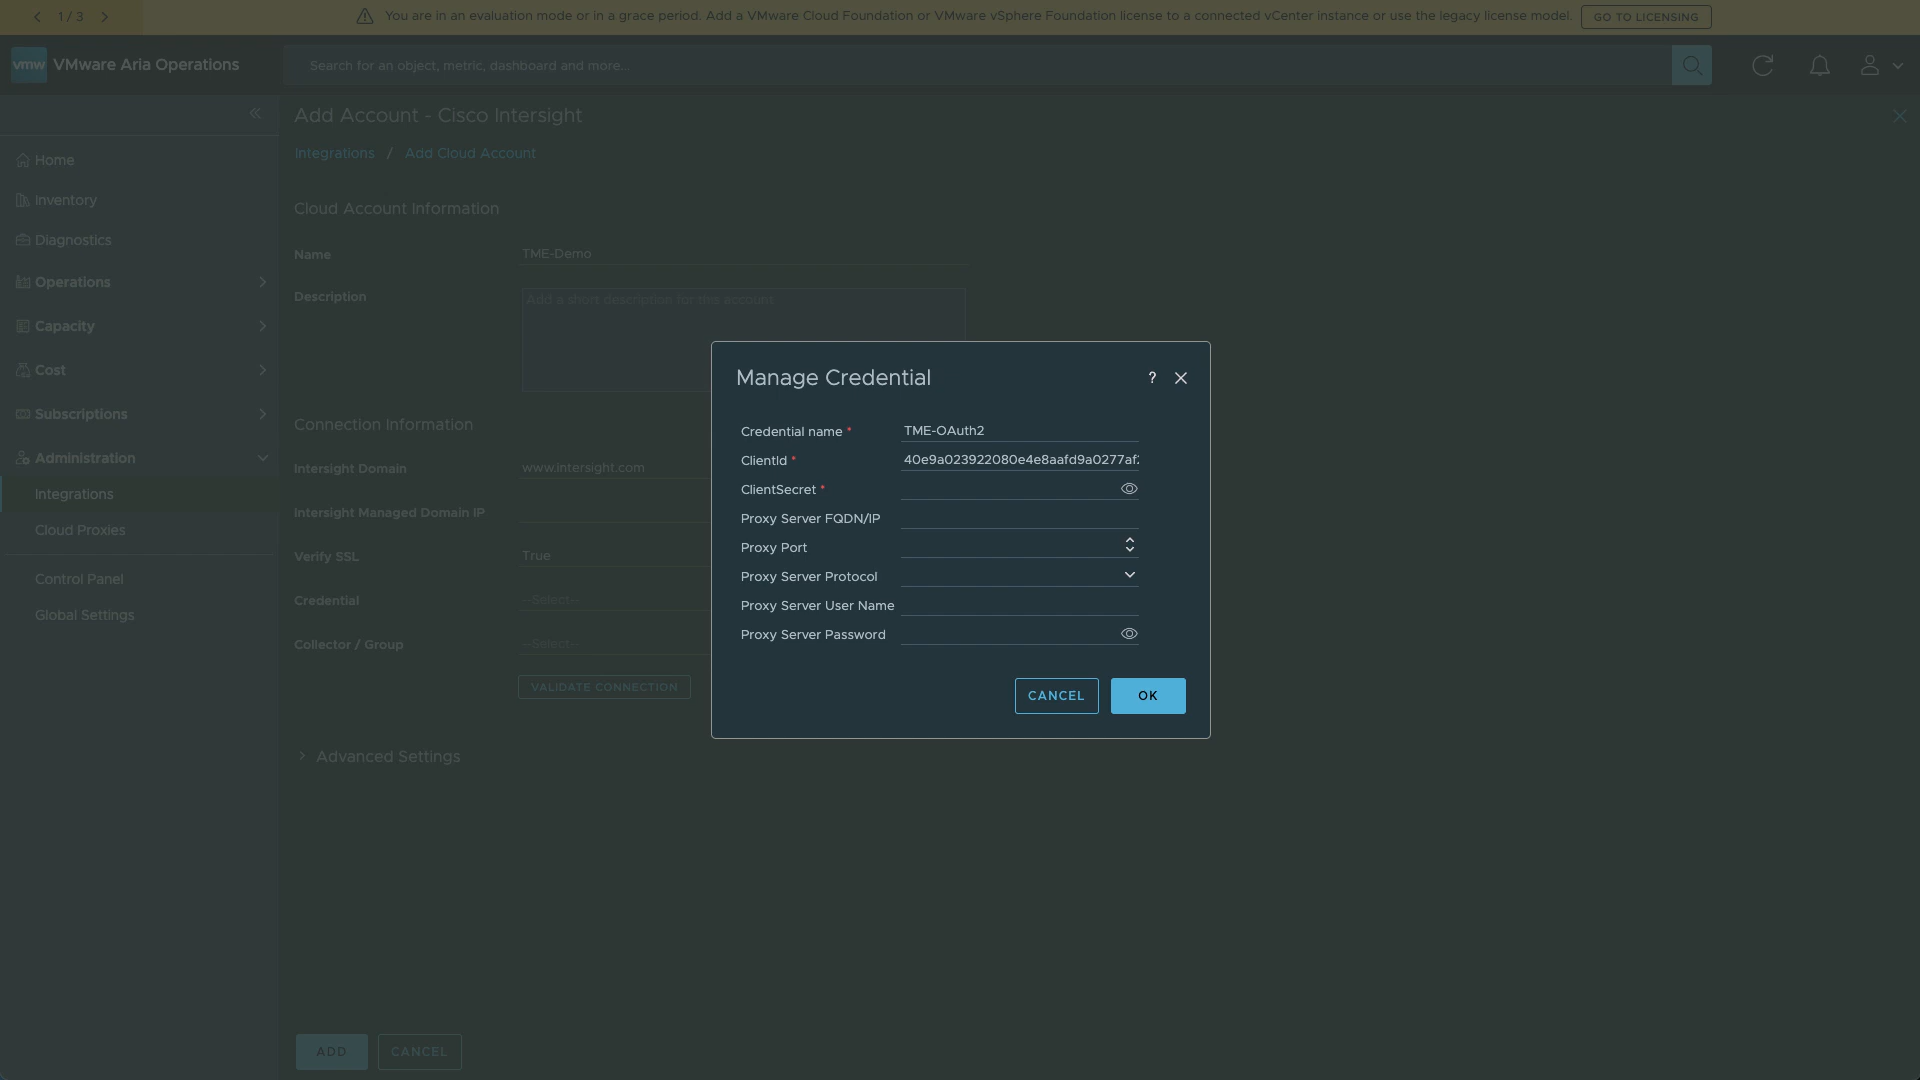 1 / 3
You are in an evaluation mode or in a grace period. Add a VMware Cloud Foundation or VMware vSphere Foundation license to a connected vCenter instance or use the legacy license model.
GO TO LICENSING
vmw
VMware Aria Operations
Search for an object, metric, dashboard and more...
Add Account - Cisco Intersight
Integrations / Add Cloud Account
Home
Inventory
Diagnostics
Operations
Capacity
Cost
Subscriptions
Administration
Integrations
Cloud Proxies
Control Panel
Global Settings
Cloud Account Information
Name TME-Demo
Description Add a short description for this account
Connection Information
Intersight Domain www.intersight.com
Intersight Managed Domain IP
Verify SSL True
Credential --Select--
Collector / Group --Select--
VALIDATE CONNECTION
Advanced Settings
ADD CANCEL
Manage Credential ?
Credential name * TME-OAuth2
ClientId * 40e9a023922080e4e8aafd9a0277af
ClientSecret *
Proxy Server FQDN/IP
Proxy Port
Proxy Server Protocol
Proxy Server User Name
Proxy Server Password
CANCEL OK